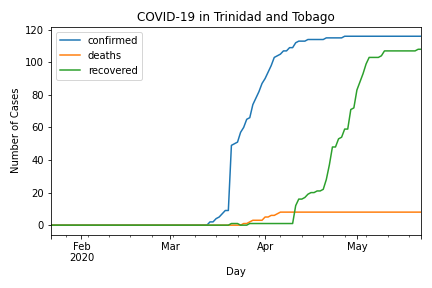 COVID-19 in Trinidad and Tobago
confirmed
deaths
recovered
120
100
80
60
40
20
0
Number of Cases
Feb
2020
Mar
Apr
May
Day